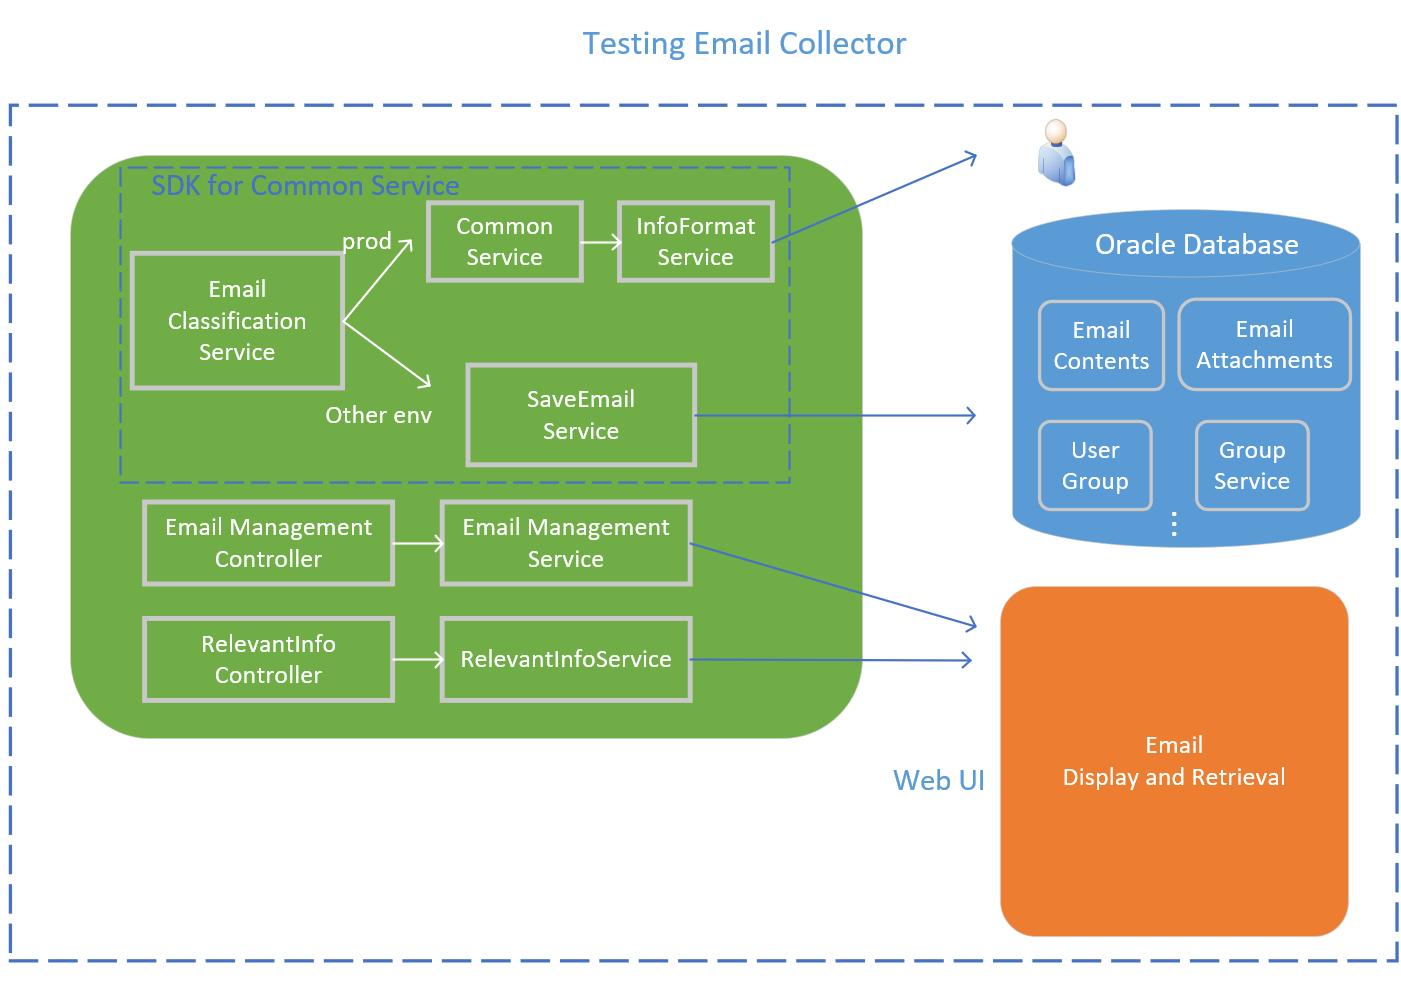 Testing Email Collector
SDK for Common Service
prod
Common
Service
InfoFormat
Service
Email
Classification
Service
Other env
SaveEmail
Service
Email Management
Controller
Email Management
Service
RelevantInfo
Controller
RelevantInfoService
Oracle Database
Email
Contents
Email
Attachments
User
Group
Group
Service
Web UI
Email
Display and Retrieval